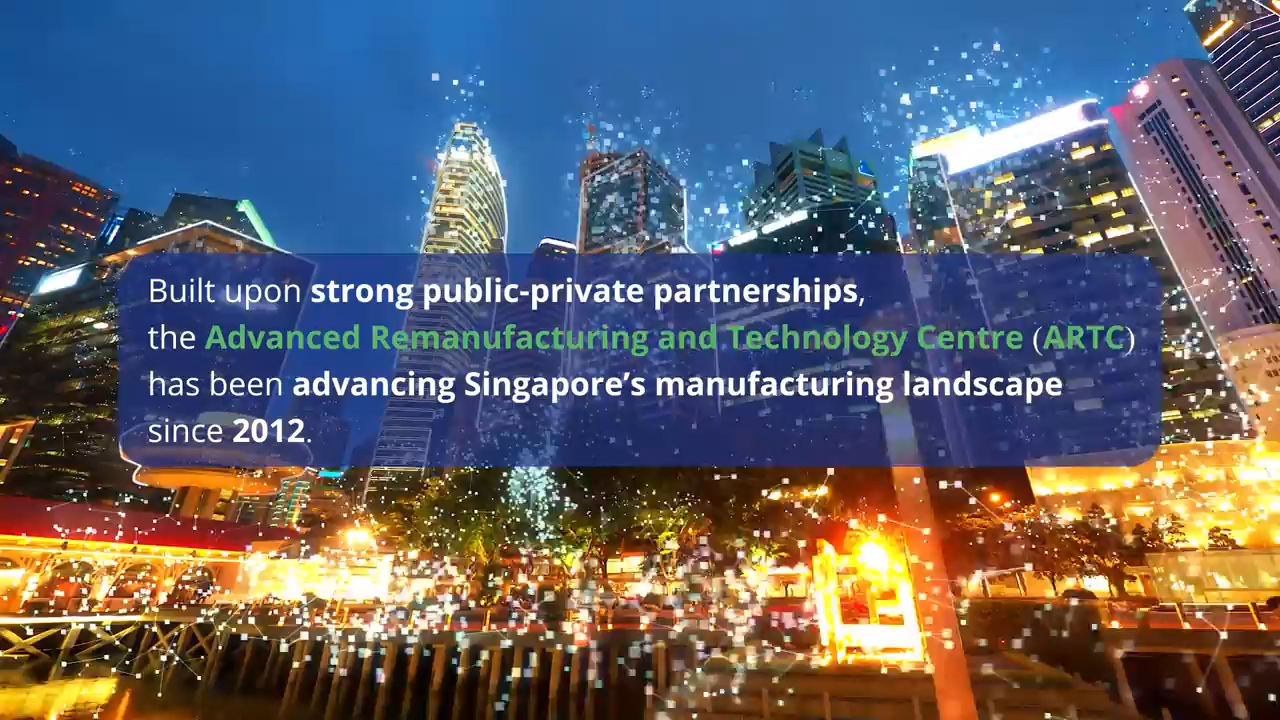 Built upon strong public-private partnerships,
the Advanced Remanufacturing and Technology Centre (ARTC)
has been advancing Singapore’s manufacturing landscape
since 2012.